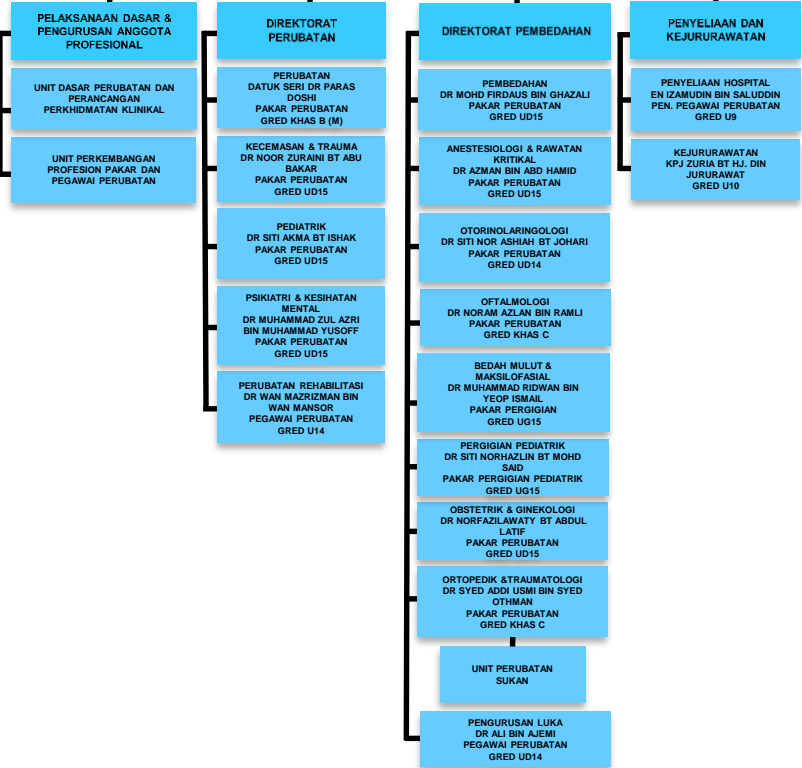 PELAKSANAAN DASAR &
PENGURUSAN ANGGOTA
PROFESIONAL
UNIT DASAR PERUBATAN DAN
PERANCANGAN
PERKHIDMATAN KLINIKAL
UNIT PERKEMBANGAN
PROFESION PAKAR DAN
PEGAWAI PERUBATAN
DIREKTORAT
PERUBATAN
PERUBATAN
DATUK SERI DR PARAS
DOSHI
PAKAR PERUBATAN
GRED KHAS B (M)
KECEMASAN & TRAUMA
DR NOOR ZURAINI BT ABU
BAKAR
PAKAR PERUBATAN
GRED UD15
PEDIATRIK
DR SITI AKMA BT ISHAK
PAKAR PERUBATAN
GRED UD15
PSIKIATRI & KESIHATAN
MENTAL
DR MUHAMMAD ZUL AZRI
BIN MUHAMMAD YUSOFF
PAKAR PERUBATAN
GRED UD15
PERUBATAN REHABILITASI
DR WAN MAZRIZMAN BIN
WAN MANSOR
PEGAWAI PERUBATAN
GRED U14
DIREKTORAT PEMBEDAHAN
PEMBEDAHAN
DR MOHD FIRDAUS BIN GHAZALI
PAKAR PERUBATAN
GRED UD15
ANESTESIOLOGI & RAWATAN
KRITIKAL
DR AZMAN BIN ABD HAMID
PAKAR PERUBATAN
GRED UD15
OTORINOLARINGOLOGI
DR SITI NOR ASHIAH BT JOHARI
PAKAR PERUBATAN
GRED UD14
OFTALMOLOGI
DR NORAM AZLAN BIN RAMLI
PAKAR PERUBATAN
GRED KHAS C
BEDAH MULUT &
MAKSILOFASIAL
DR MUHAMMAD RIDWAN BIN
YEOP ISMAIL
PAKAR PERGIGIAN
GRED UG15
PERGIGIAN PEDIATRIK
DR SITI NORHAZLIN BT MOHD
SAID
PAKAR PERGIGIAN PEDIATRIK
GRED UG15
OBSTETRIK & GINEKOLOGI
DR NORFAZILAWATY BT ABDUL
LATIF
PAKAR PERUBATAN
GRED UD15
ORTOPEDIK &TRAUMATOLOGI
DR SYED ADDI USMI BIN SYED
OTHMAN
PAKAR PERUBATAN
GRED KHAS C
UNIT PERUBATAN
SUKAN
PENGURUSAN LUKA
DR ALI BIN AJEMI
PEGAWAI PERUBATAN
GRED UD14
PENYELIAAN DAN
KEJURURAWATAN
PENYELIAAN HOSPITAL
EN IZAMUDIN BIN SALUDDIN
PEN. PEGAWAI PERUBATAN
GRED U9
KEJURURAWATAN
KPJ ZURIA BT HJ. DIN
JURURAWAT
GRED U10